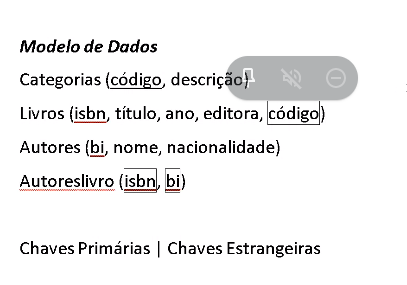 Modelo de Dados
Categorias (código, descrição)
Livros (isbn, título, ano, editora, código)
Autores (bi, nome, nacionalidade)
Autoreslivro (isbn, bi)
Chaves Primárias | Chaves Estrangeiras